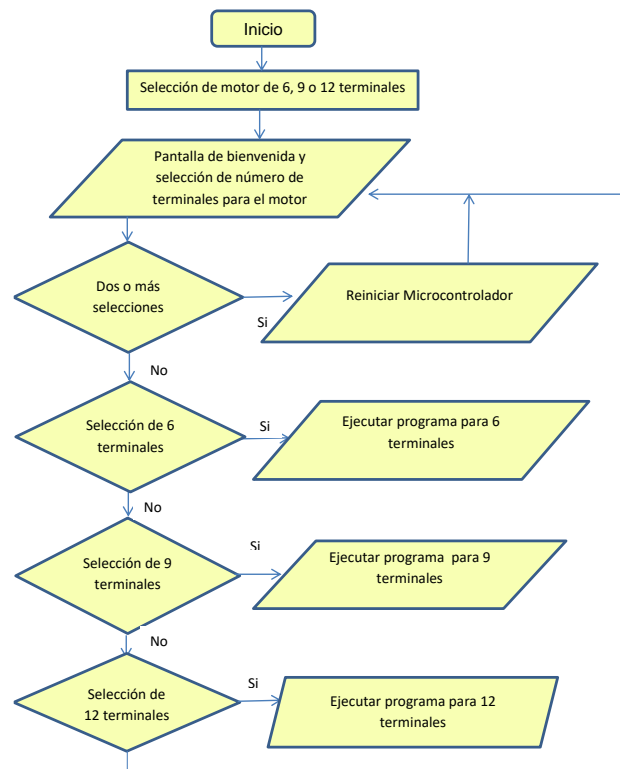 Inicio
Selección de motor de 6, 9 o 12 terminales
Pantalla de bienvenida y
selección de número de
terminales para el motor
Dos o más
selecciones
Si
Reiniciar Microcontrolador
No
Selección de 6
terminales
Si
Ejecutar programa para 6
terminales
No
Selección de 9
terminales
Si
Ejecutar programa para 9
terminales
No
Selección de
12 terminales
Si
Ejecutar programa para 12
terminales